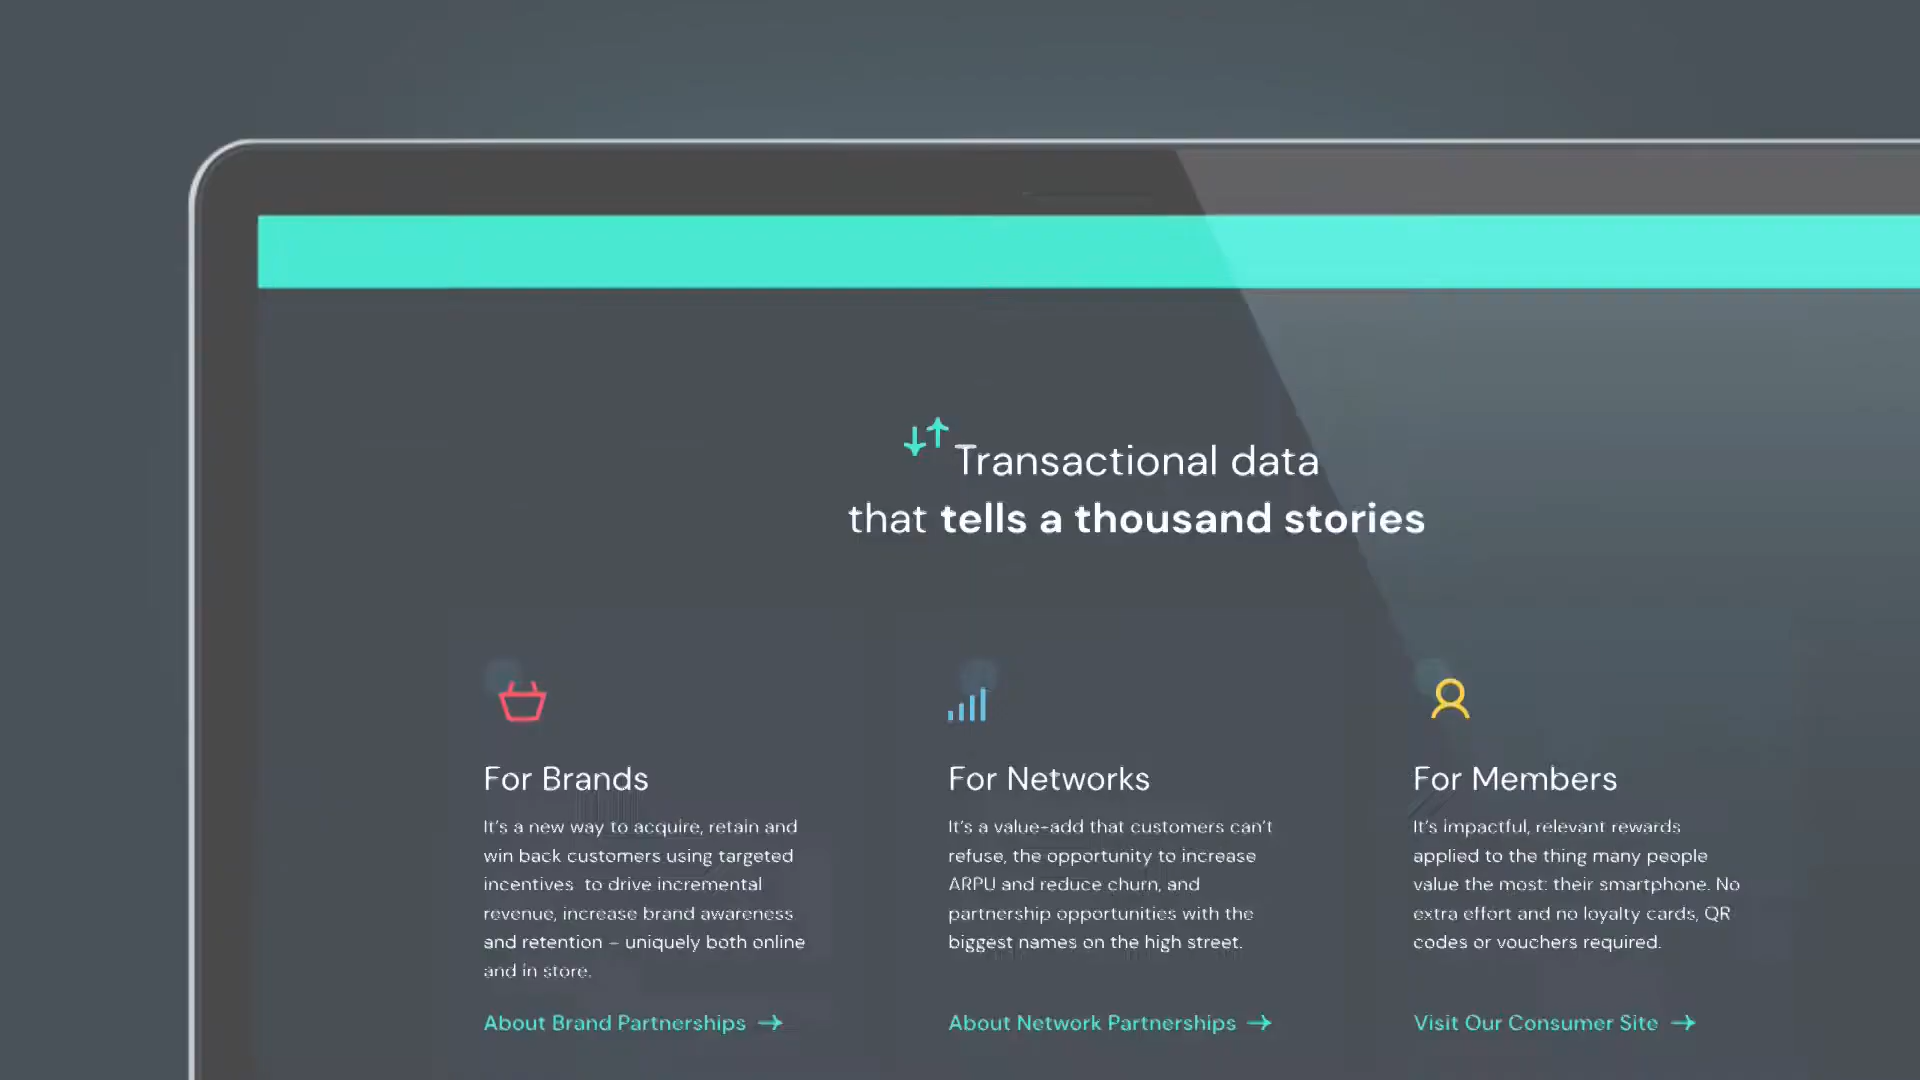 Transactional data
that tells a thousand stories
For Brands
It's a new way to acquire, retain and
win back customers using targeted
incentives to drive incremental
revenue, increase brand awareness
and retention – uniquely both online
and in store.
About Brand Partnerships →
For Networks
It's a value-add that customers can't
refuse, the opportunity to increase
ARPU and reduce churn, and
partnership opportunities with the
biggest names on the high street.
About Network Partnerships →
For Members
It's impactful, relevant rewards
applied to the thing many people
value the most: their smartphone. No
extra effort and no loyalty cards, QR
codes or vouchers required.
Visit Our Consumer Site →